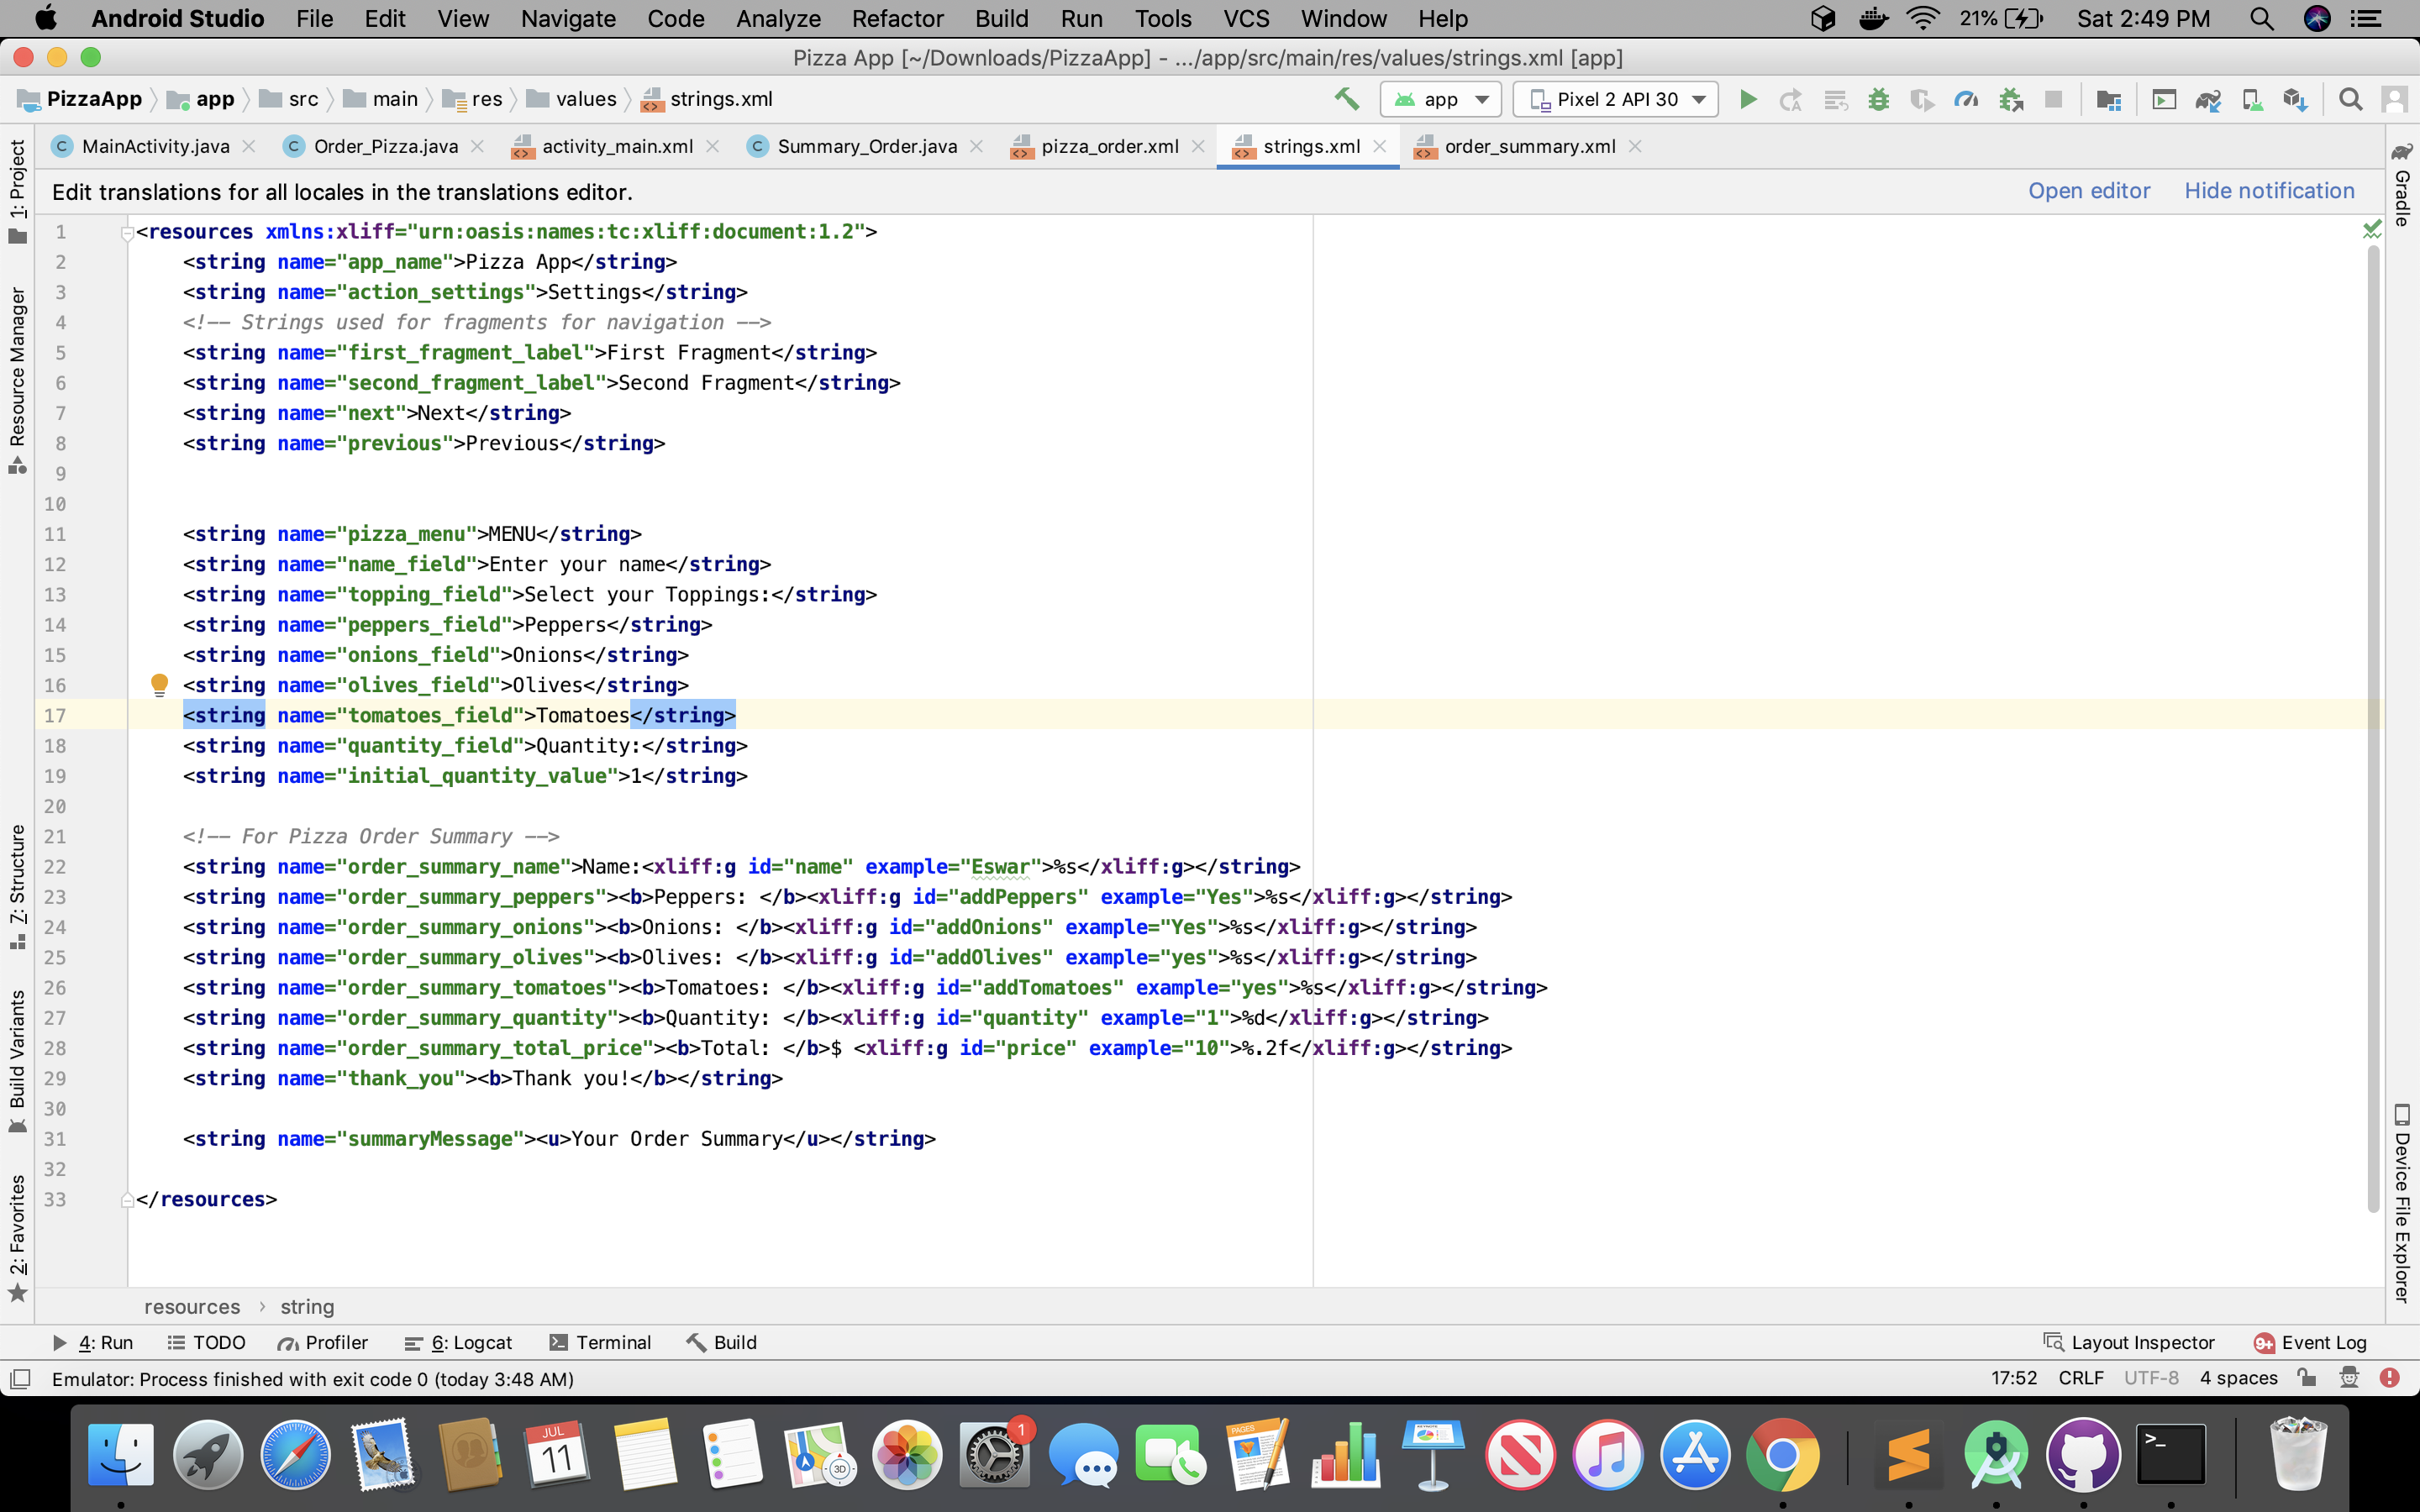 Android Studio File Edit View Navigate Code Analyze Refactor Build Run Tools VCS Window Help 21% Sat 2:49 PM
Pizza App [~/Downloads/PizzaApp] - .../app/src/main/res/values/strings.xml [app]
PizzaApp app src main res values strings.xml app Pixel 2 API 30
MainActivity.java Order_Pizza.java activity_main.xml Summary_Order.java pizza_order.xml strings.xml order_summary.xml
Edit translations for all locales in the translations editor. Open editor Hide notification
1 <resources xmlns:xliff="urn:oasis:names:tc:xliff:document:1.2">
2 <string name="app_name">Pizza App</string>
3 <string name="action_settings">Settings</string>
4 <!-- Strings used for fragments for navigation -->
5 <string name="first_fragment_label">First Fragment</string>
6 <string name="second_fragment_label">Second Fragment</string>
7 <string name="next">Next</string>
8 <string name="previous">Previous</string>
9
10
11 <string name="pizza_menu">MENU</string>
12 <string name="name_field">Enter your name</string>
13 <string name="topping_field">Select your Toppings:</string>
14 <string name="peppers_field">Peppers</string>
15 <string name="onions_field">Onions</string>
16 <string name="olives_field">Olives</string>
17 <string name="tomatoes_field">Tomatoes</string>
18 <string name="quantity_field">Quantity:</string>
19 <string name="initial_quantity_value">1</string>
20
21 <!-- For Pizza Order Summary -->
22 <string name="order_summary_name">Name:<xliff:g id="name" example="Eswar">%s</xliff:g></string>
23 <string name="order_summary_peppers"><b>Peppers: </b><xliff:g id="addPeppers" example="Yes">%s</xliff:g></string>
24 <string name="order_summary_onions"><b>Onions: </b><xliff:g id="addOnions" example="Yes">%s</xliff:g></string>
25 <string name="order_summary_olives"><b>Olives: </b><xliff:g id="addOlives" example="yes">%s</xliff:g></string>
26 <string name="order_summary_tomatoes"><b>Tomatoes: </b><xliff:g id="addTomatoes" example="yes">%s</xliff:g></string>
27 <string name="order_summary_quantity"><b>Quantity: </b><xliff:g id="quantity" example="1">%d</xliff:g></string>
28 <string name="order_summary_total_price"><b>Total: </b>$ <xliff:g id="price" example="10">%.2f</xliff:g></string>
29 <string name="thank_you"><b>Thank you!</b></string>
30
31 <string name="summaryMessage"><u>Your Order Summary</u></string>
32
33 </resources>
1: Project
Resource Manager
Z: Structure
Build Variants
2: Favorites
Gradle
Device File Explorer
resources › string
4: Run TODO Profiler 6: Logcat Terminal Build Layout Inspector 9+ Event Log
Emulator: Process finished with exit code 0 (today 3:48 AM) 17:52 CRLF UTF-8 4 spaces
JUL
11
3D
1
PAGES
>_